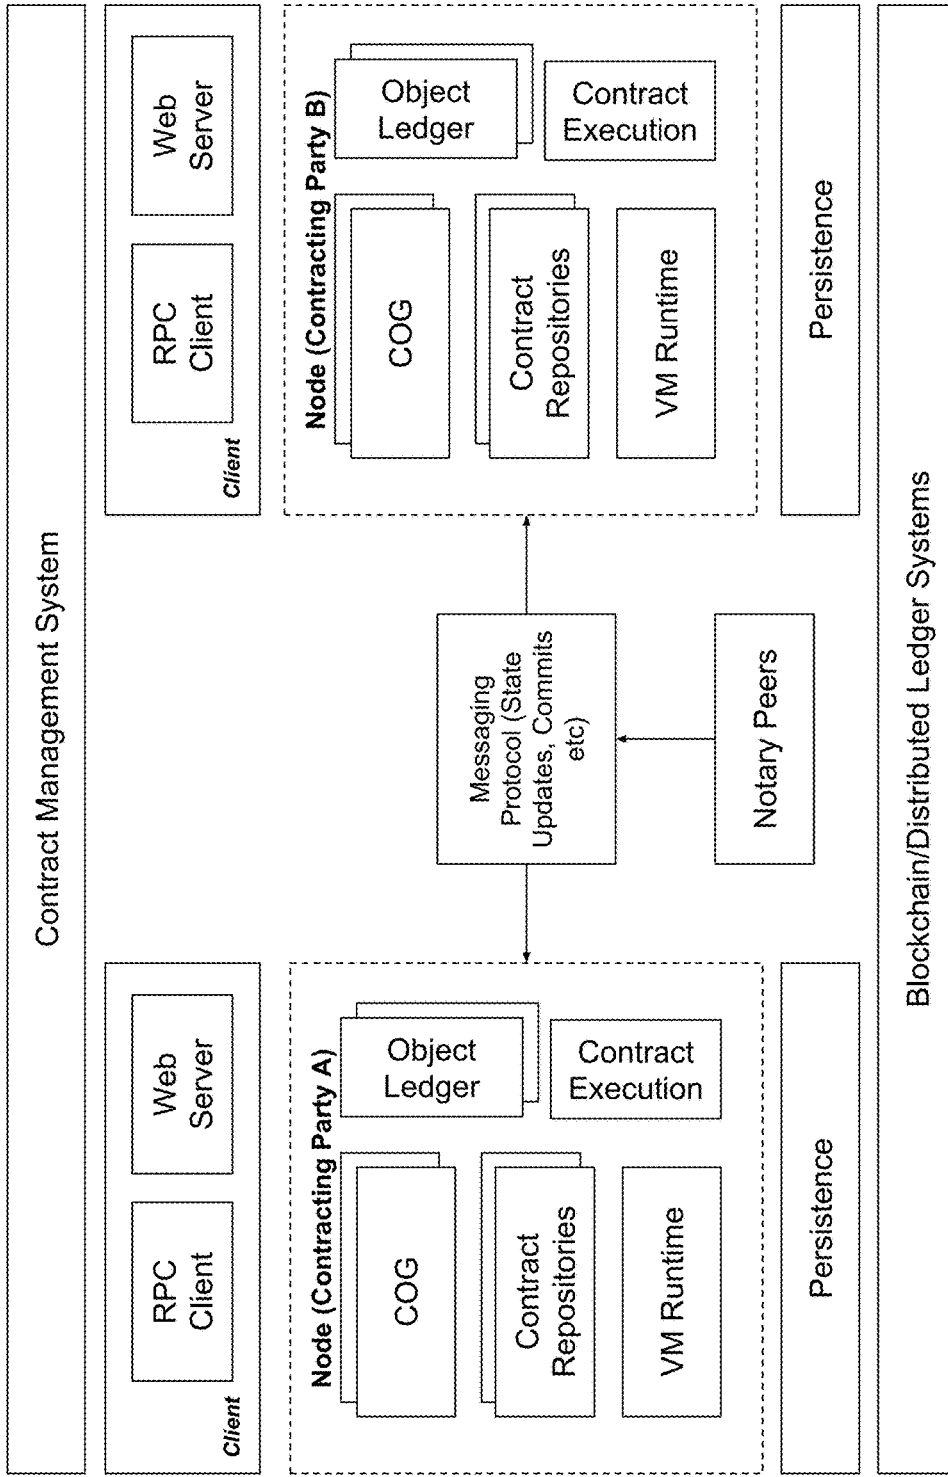 Contract Management System
Client
RPC
Client
Web
Server
Client
RPC
Client
Web
Server
Node (Contracting Party A)
COG
Object
Ledger
Contract
Repositories
Contract
Execution
VM Runtime
Messaging
Protocol (State
Updates, Commits
etc)
Node (Contracting Party B)
COG
Object
Ledger
Contract
Repositories
Contract
Execution
VM Runtime
Notary Peers
Persistence
Persistence
Blockchain/Distributed Ledger Systems